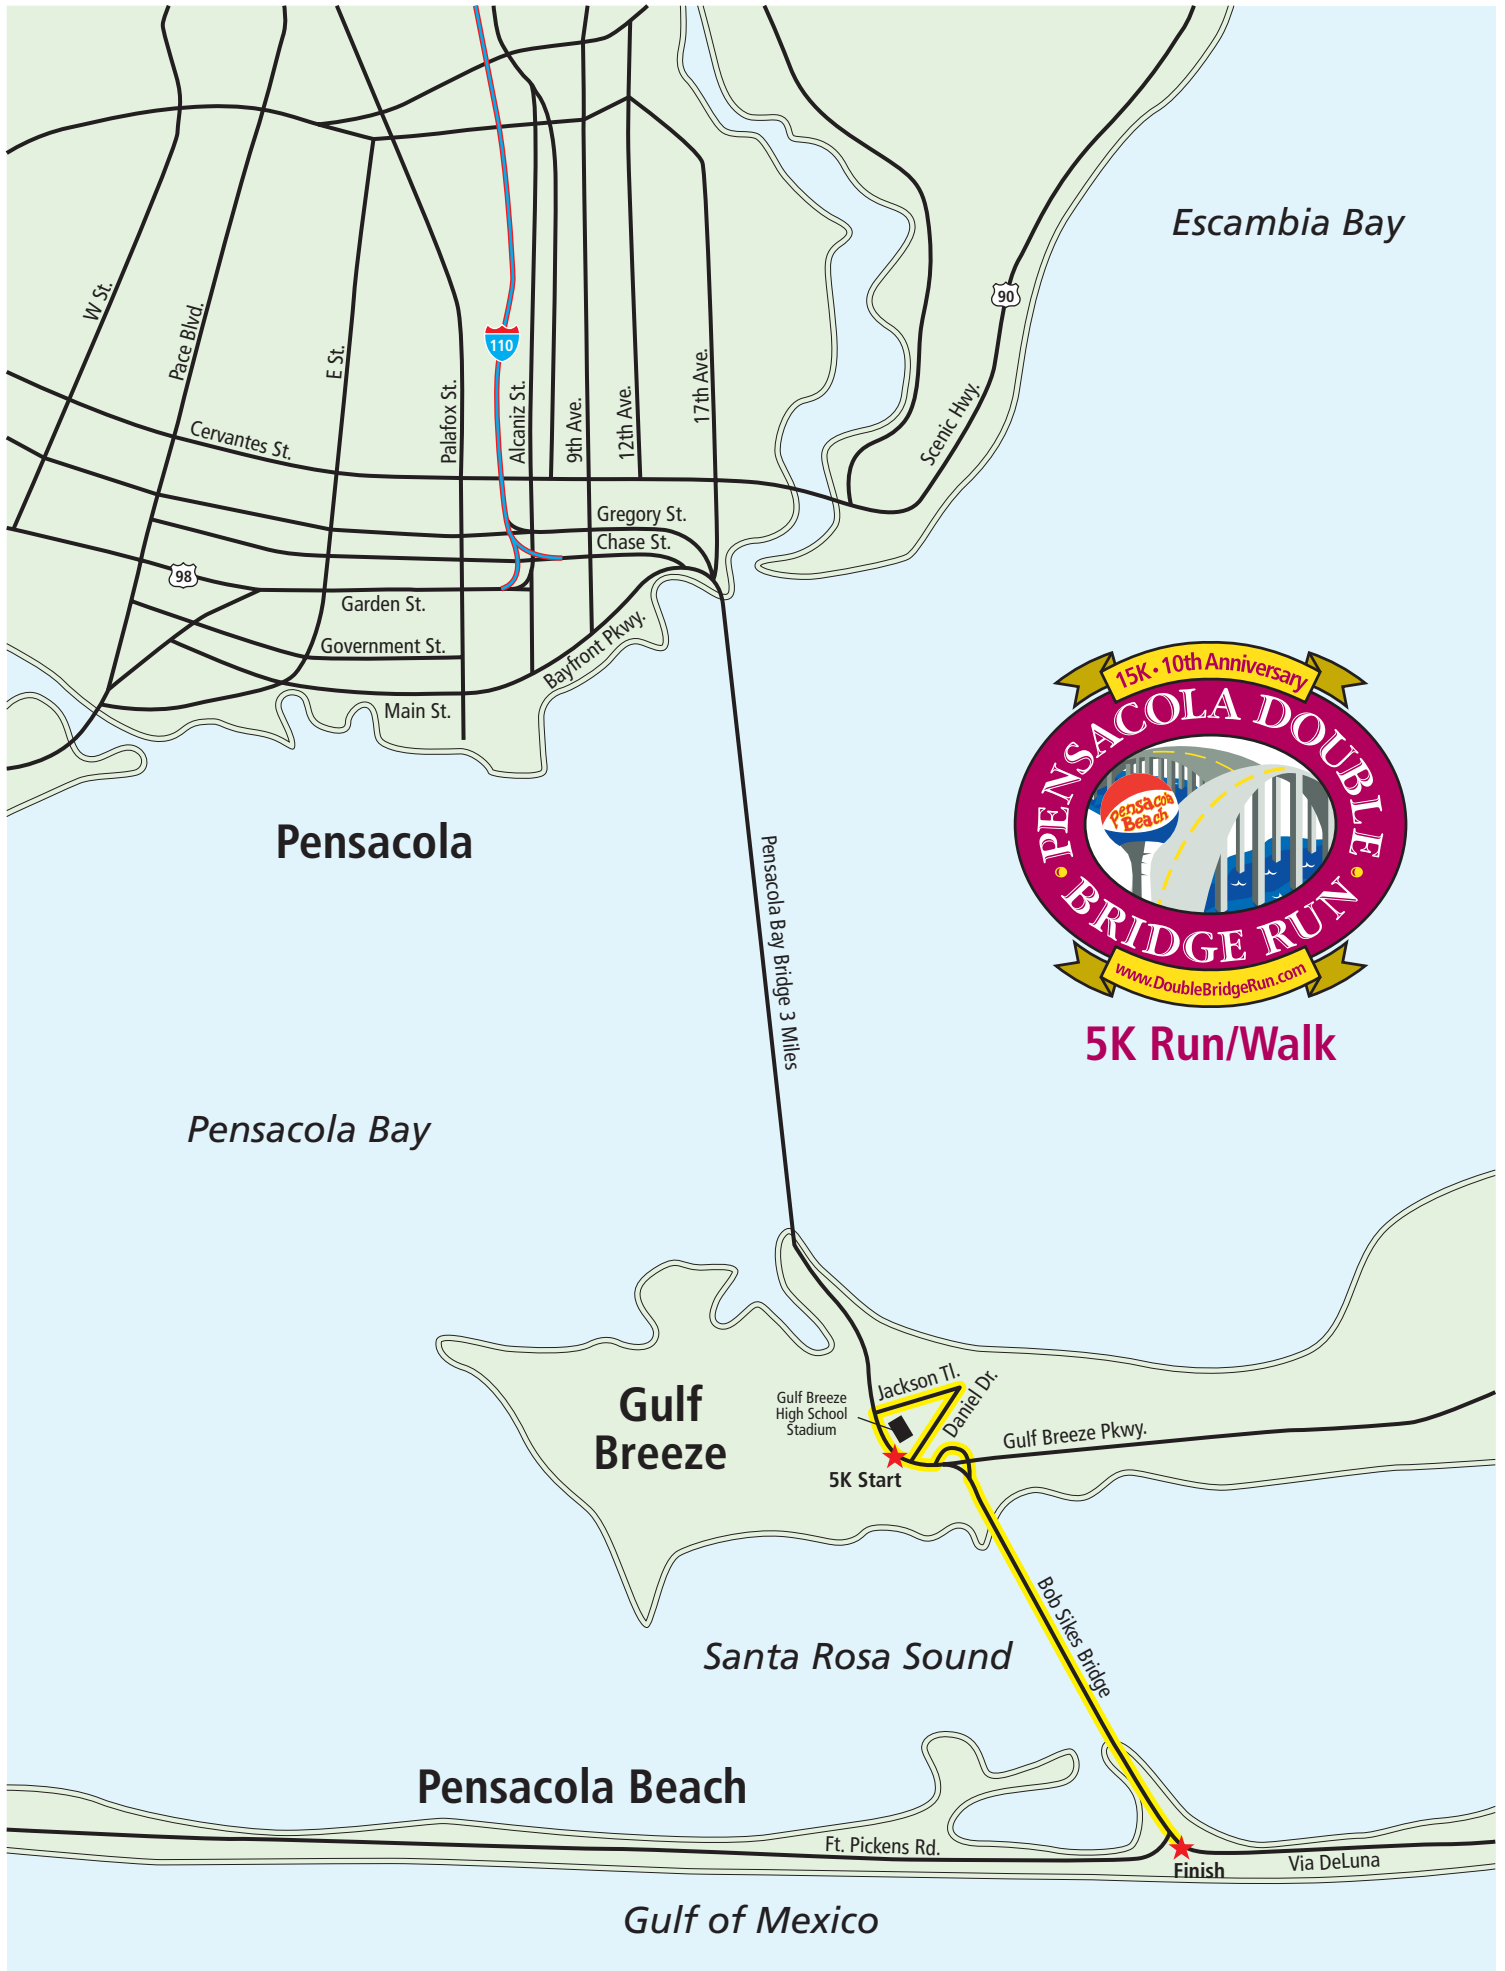 Escambia Bay
90
W St.
Pace Blvd.
E St.
110
Palafox St.
Alcaniz St.
9th Ave.
12th Ave.
17th Ave.
Scenic Hwy.
Cervantes St.
Gregory St.
Chase St.
98
Garden St.
Government St.
Bayfront Pkwy.
Main St.
15K • 10th Anniversary
PENSACOLA DOUBLE
Pensacola
Beach
BRIDGE RUN
www.DoubleBridgeRun.com
5K Run/Walk
Pensacola
Pensacola Bay Bridge 3 Miles
Pensacola Bay
Gulf
Breeze
Gulf Breeze
High School
Stadium
Jackson Tl.
Daniel Dr.
Gulf Breeze Pkwy.
5K Start
Bob Sikes Bridge
Santa Rosa Sound
Pensacola Beach
Ft. Pickens Rd.
Finish
Via DeLuna
Gulf of Mexico